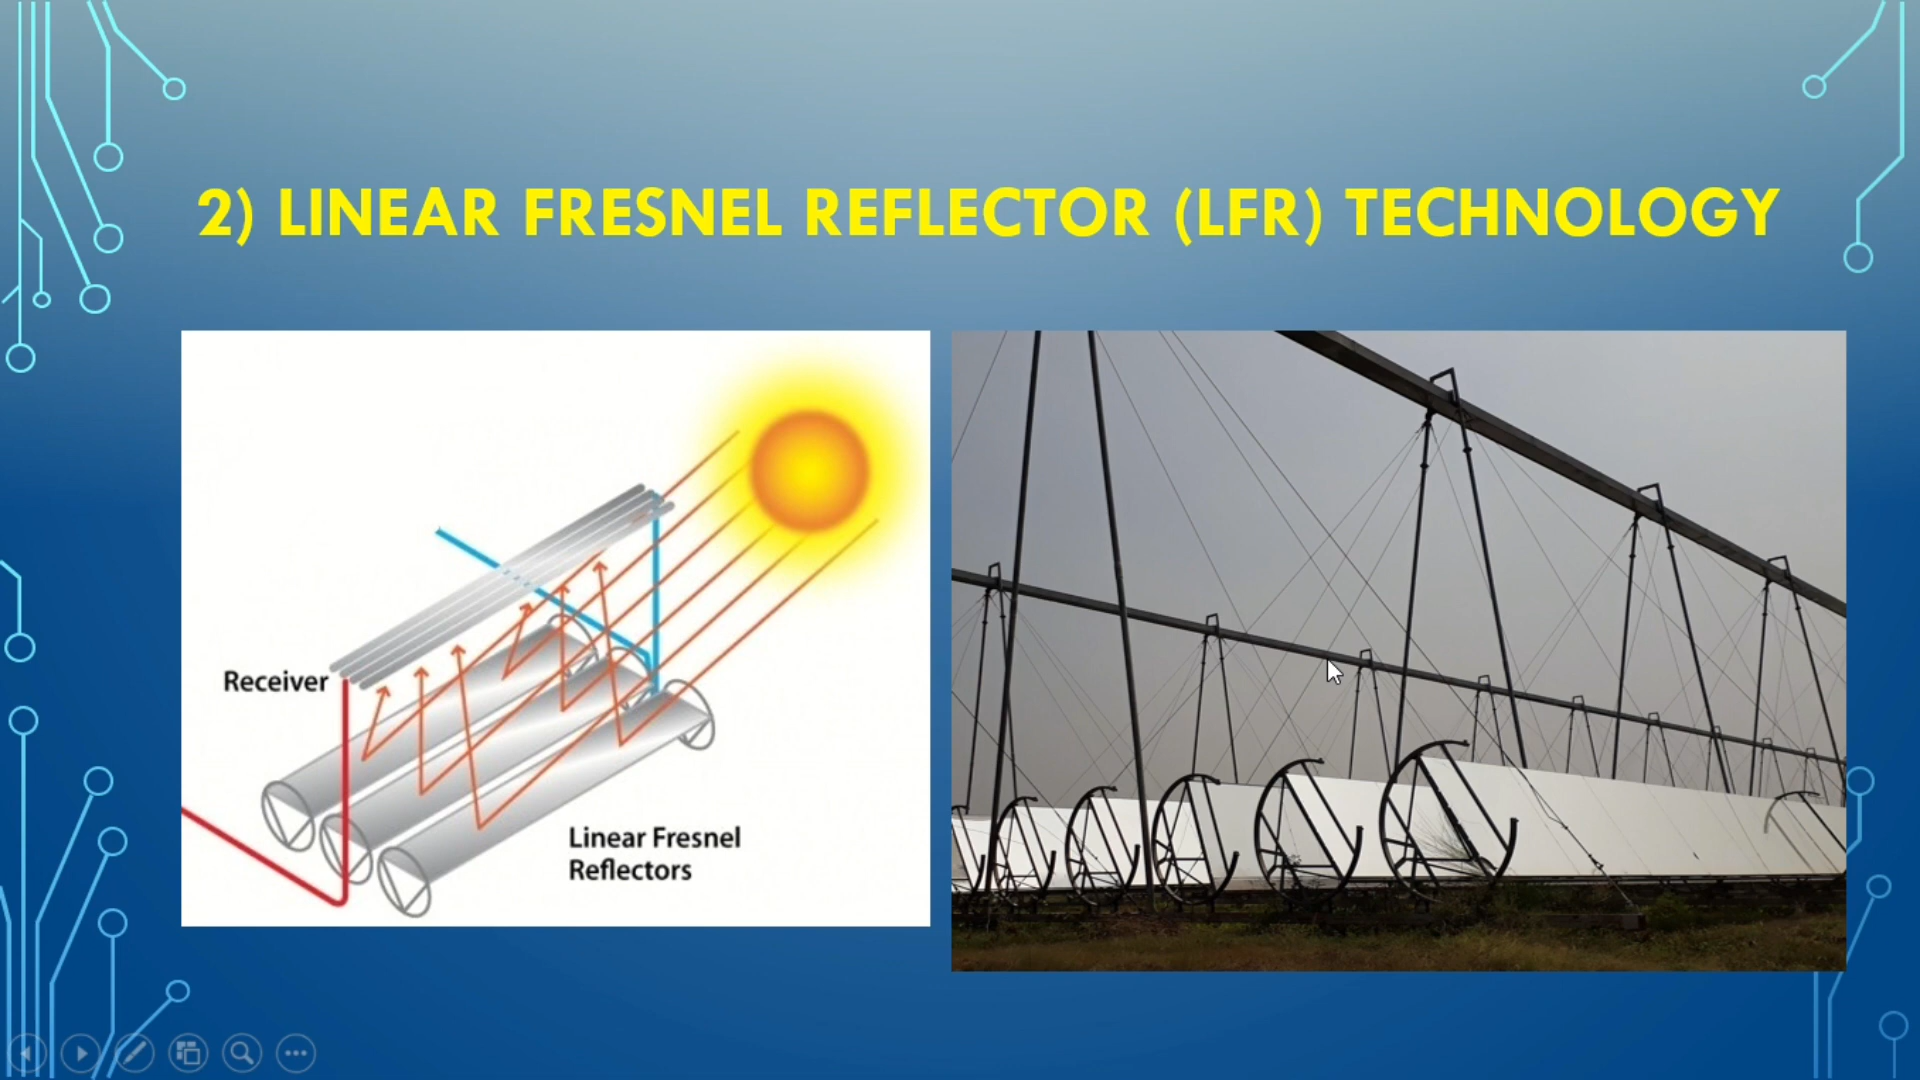 2) LINEAR FRESNEL REFLECTOR (LFR) TECHNOLOGY
Receiver
Linear Fresnel
Reflectors